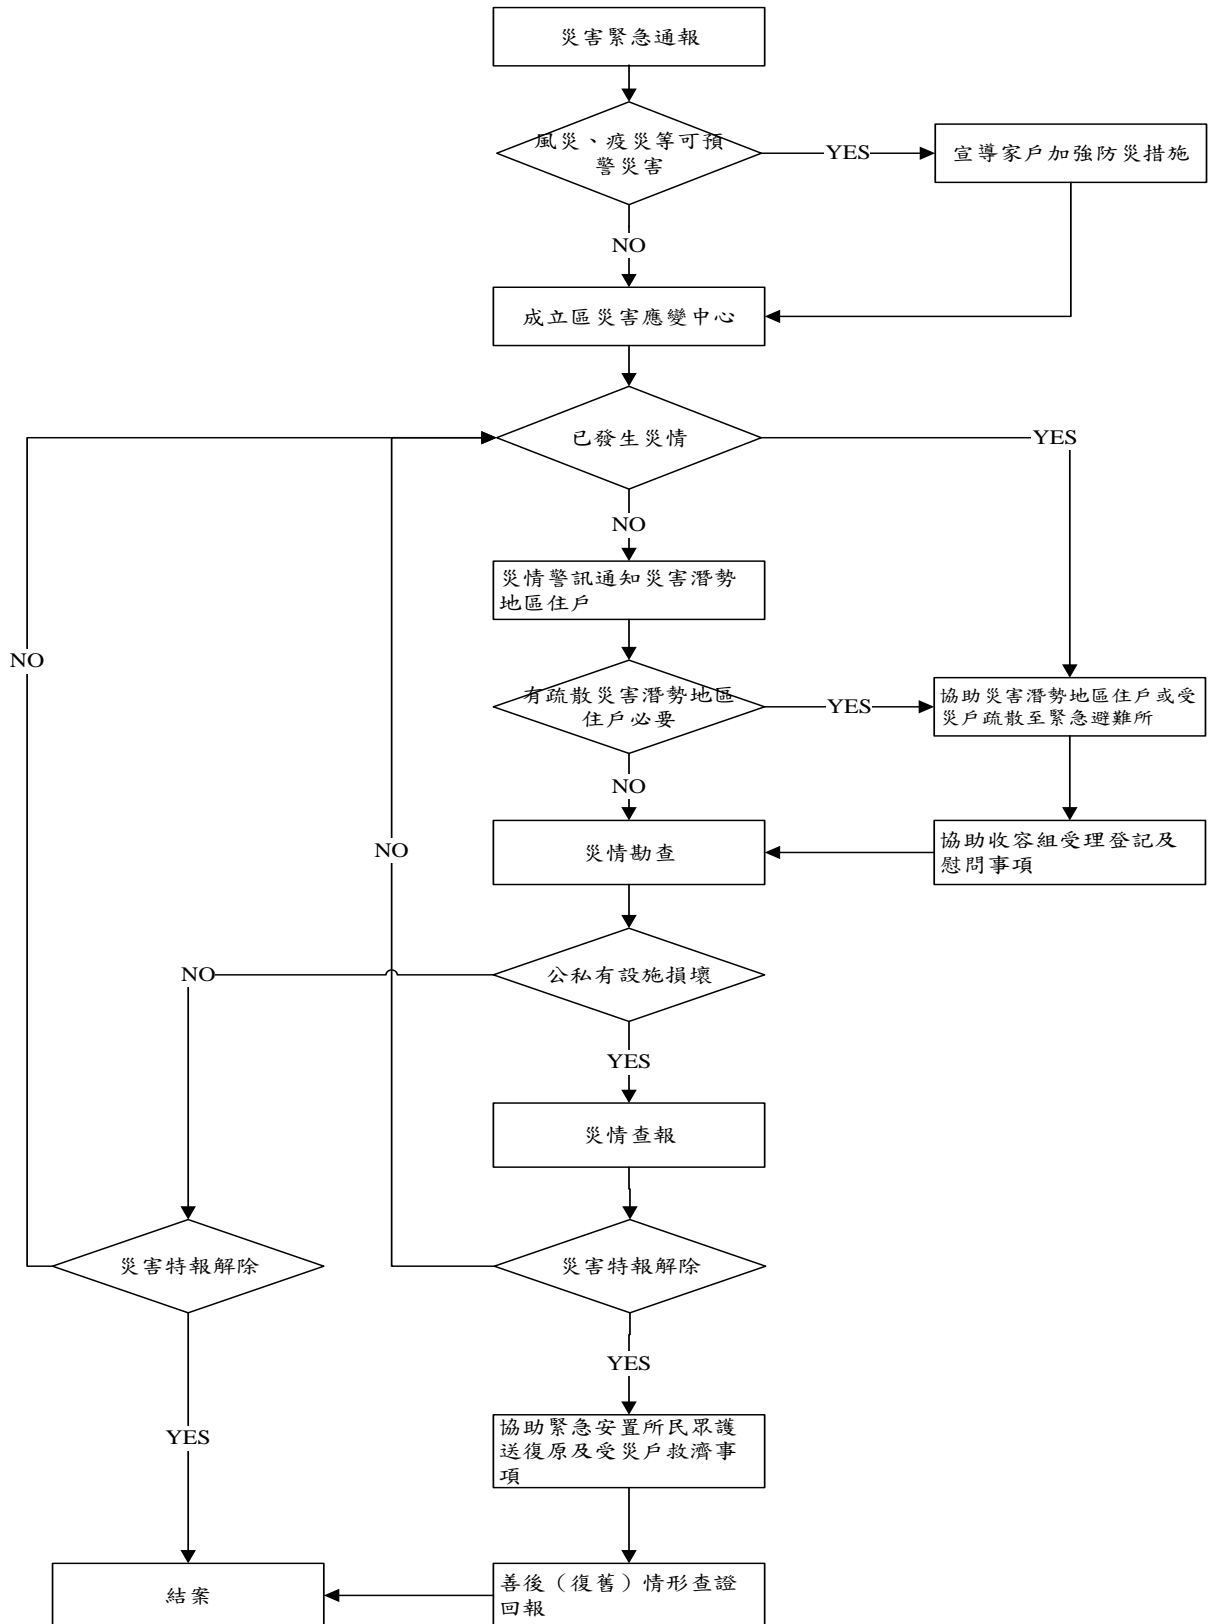 災害緊急通報
風災、疫災等可預
警災害
YES
宣導家戶加強防災措施
NO
成立區災害應變中心
已發生災情
YES
NO
災情警訊通知災害潛勢
地區住戶
NO
有疏散災害潛勢地區
住戶必要
YES
協助災害潛勢地區住戶或受
災戶疏散至緊急避難所
NO
災情勘查
NO
協助收容組受理登記及
慰問事項
NO
公私有設施損壞
YES
災情查報
災害特報解除
災害特報解除
YES
YES
協助緊急安置所民眾護
送復原及受災戶救濟事
項
結案
善後（復舊）情形查證
回報